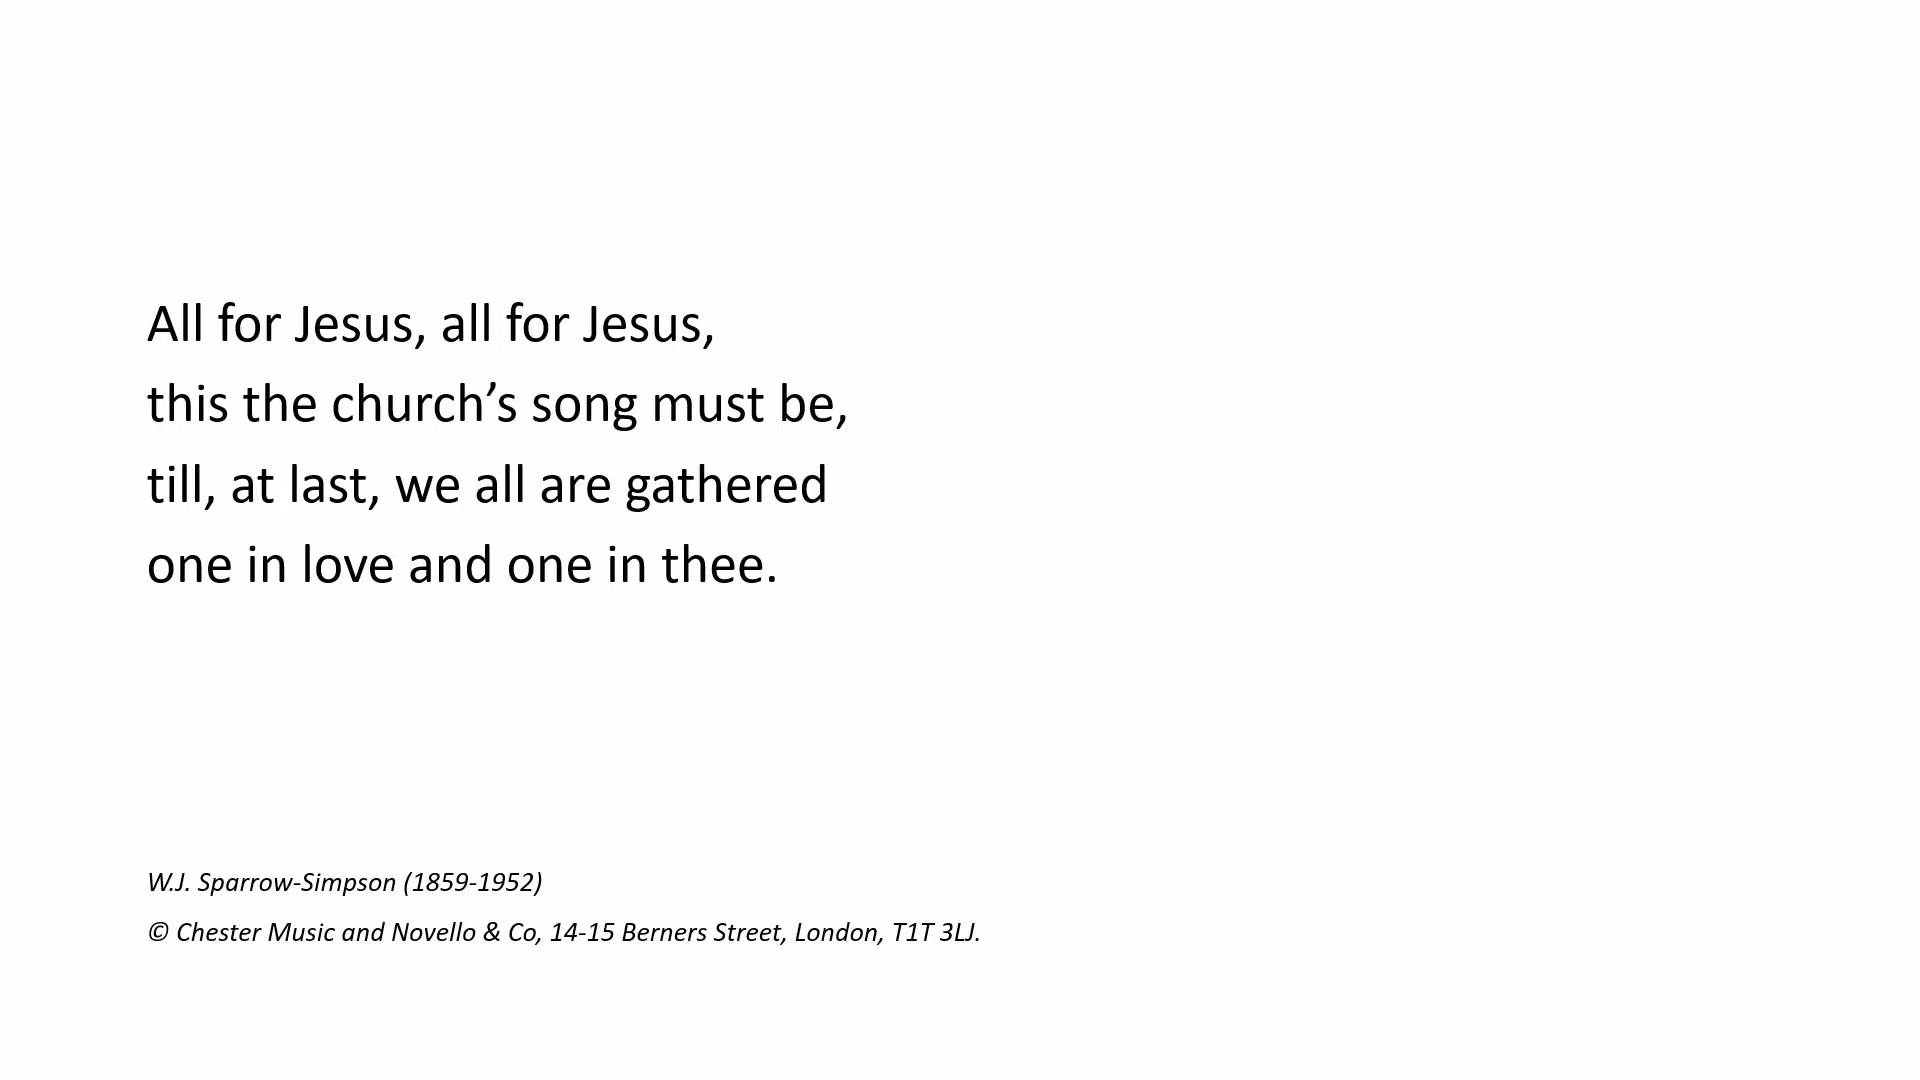 All for Jesus, all for Jesus,
this the church’s song must be,
till, at last, we all are gathered
one in love and one in thee.
W.J. Sparrow-Simpson (1859-1952)
© Chester Music and Novello & Co, 14-15 Berners Street, London, T1T 3LJ.